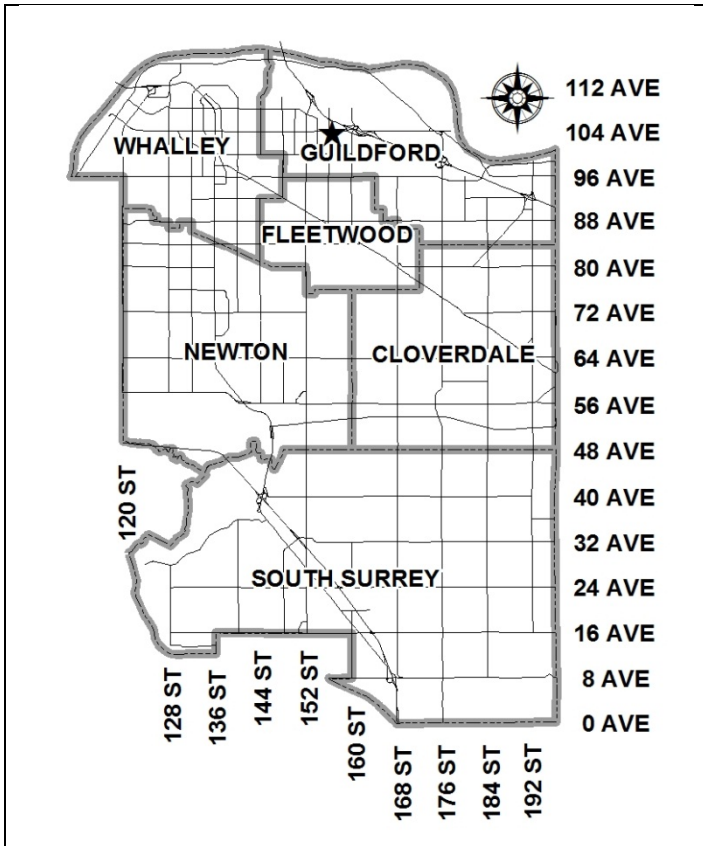 112 AVE
104 AVE
WHALLEY
GUILDFORD
96 AVE
88 AVE
FLEETWOOD
80 AVE
72 AVE
NEWTON
CLOVERDALE
64 AVE
56 AVE
48 AVE
120 ST
40 AVE
32 AVE
SOUTH SURREY
24 AVE
16 AVE
8 AVE
0 AVE
128 ST
136 ST
144 ST
152 ST
160 ST
168 ST
176 ST
184 ST
192 ST